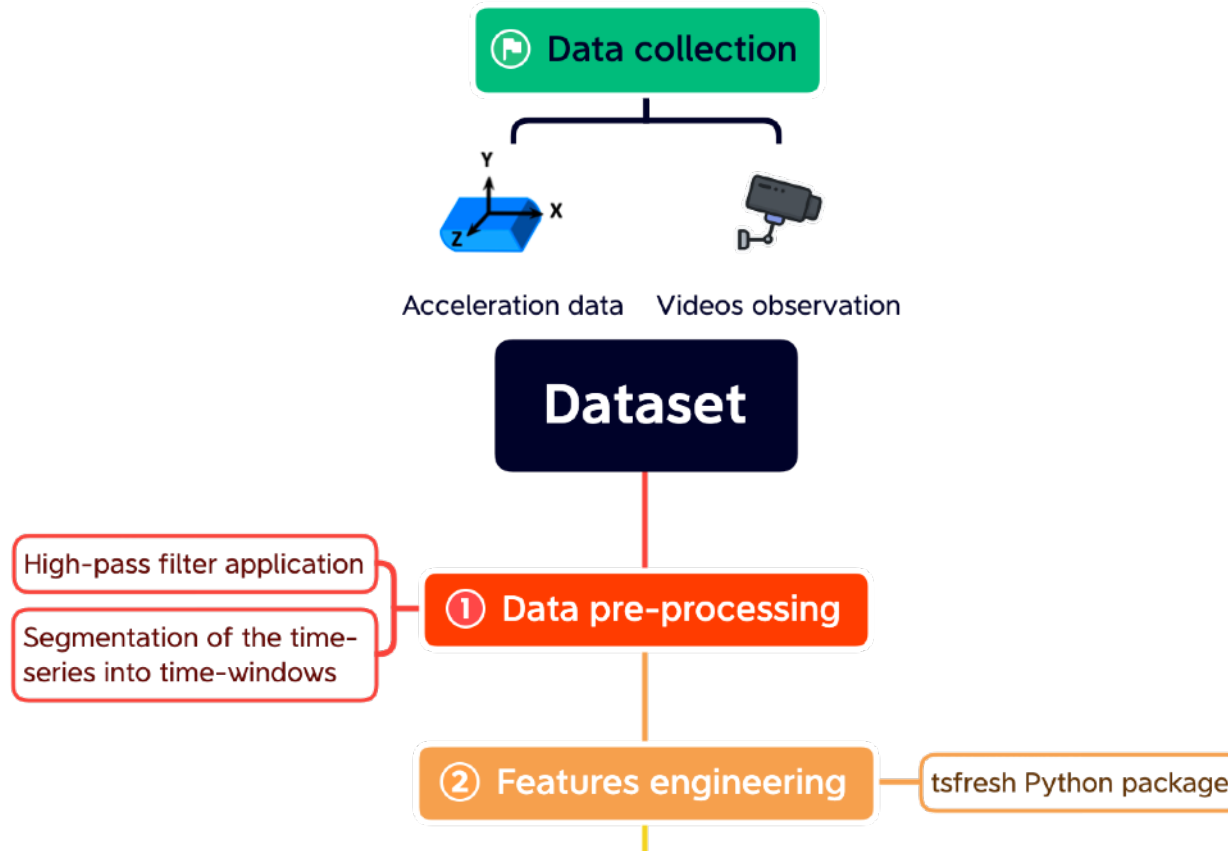 Data collection
Y
X
Z
Acceleration data
Videos observation
Dataset
High-pass filter application
Segmentation of the time-
series into time-windows
1 Data pre-processing
2 Features engineering
tsfresh Python package